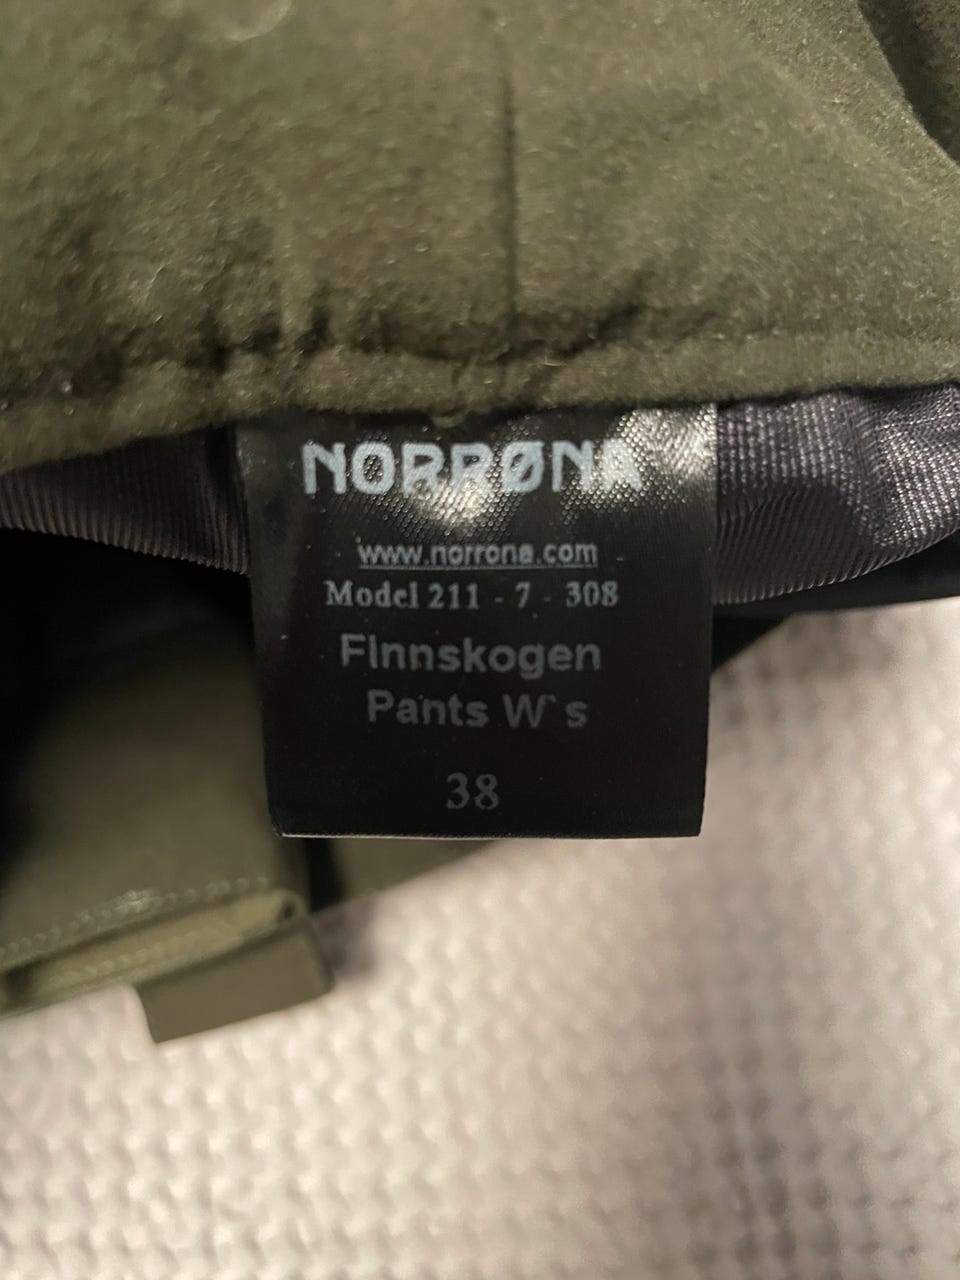 NORRØNA
www.norrona.com
Model 211 - 7 - 308
Finnskogen
Pants W`s
38